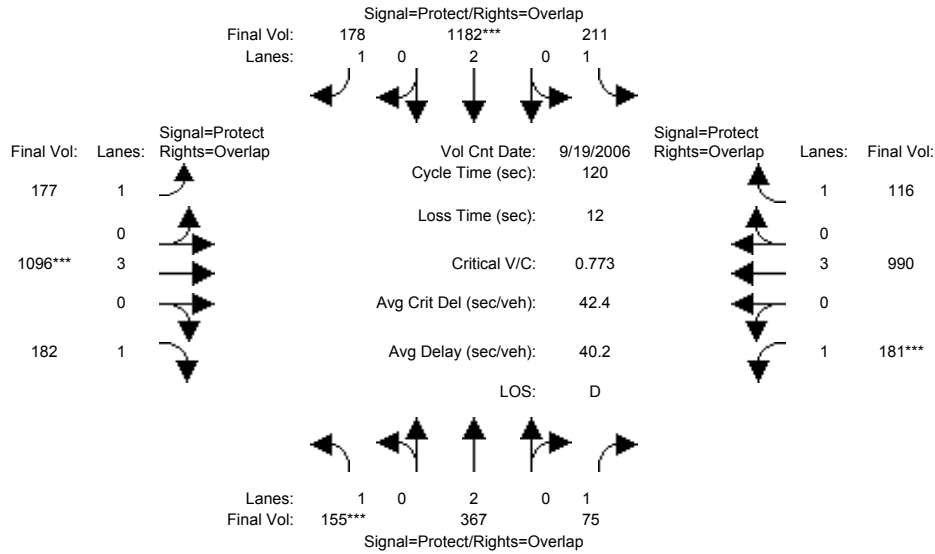 Signal=Protect/Rights=Overlap
Final Vol: 178 1182*** 211
Lanes: 1 0 2 0 1
Signal=Protect
Final Vol: Lanes: Rights=Overlap
Vol Cnt Date: 9/19/2006
Signal=Protect
Rights=Overlap Lanes: Final Vol:
Cycle Time (sec): 120
177 1
1 116
Loss Time (sec): 12
0
0
1096*** 3
Critical V/C: 0.773
3 990
0
Avg Crit Del (sec/veh): 42.4
0
182 1
Avg Delay (sec/veh): 40.2
1 181***
LOS: D
Lanes: 1 0 2 0 1
Final Vol: 155*** 367 75
Signal=Protect/Rights=Overlap